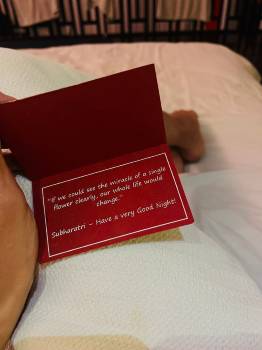 "If we could see the miracle of a single
flower clearly, our whole life would
change."
Subharatri - Have a very Good Night!